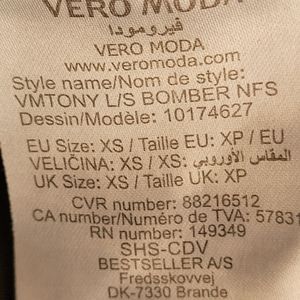 VERO MODA
فيرومودا
VERO MODA
www.veromoda.com
Style name/Nom de style:
VMTONY L/S BOMBER NFS
Dessin/Modèle: 10174627
EU Size: XS / Taille EU: XP / EU
VELIČINA: XS / XS: المقاس الأوروبي
UK Size: XS / Taille UK: XP
CVR number: 88216512
CA number/Numéro de TVA: 57831
RN number: 149349
SHS-CDV
BESTSELLER A/S
Fredsskovvej
DK-7330 Brande